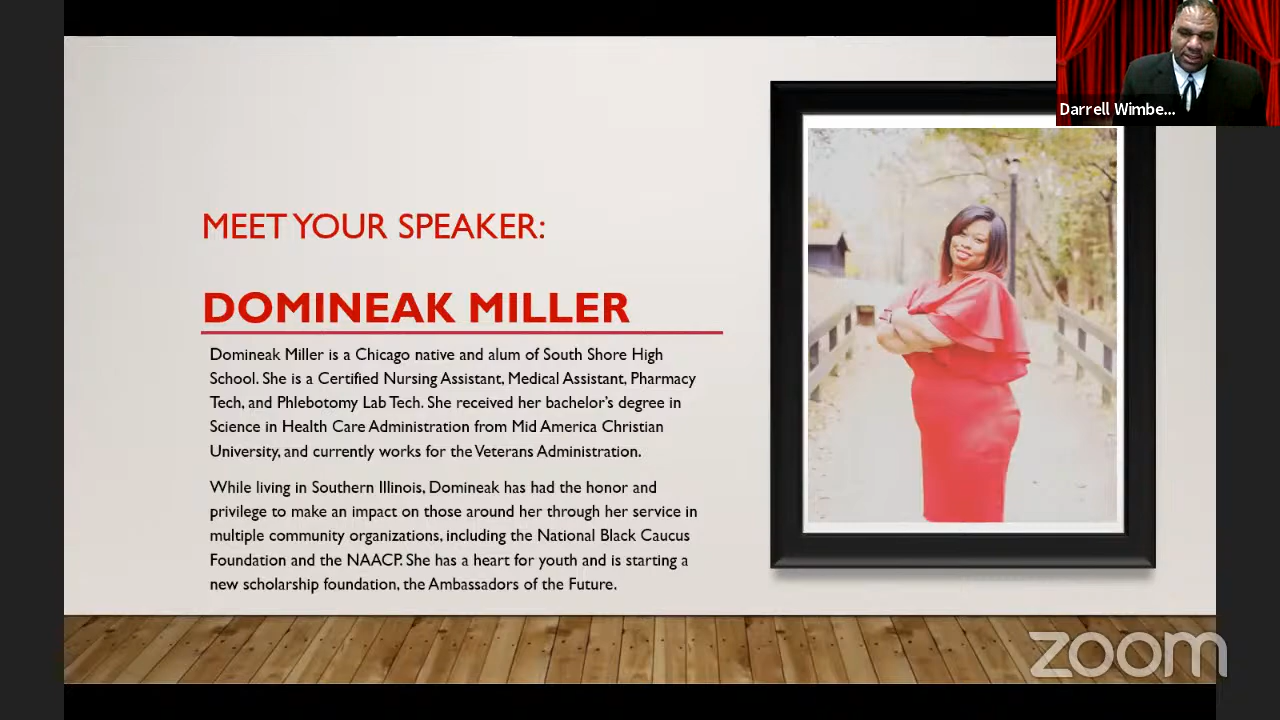 Darrell Wimbe...
MEET YOUR SPEAKER:
DOMINEAK MILLER
Domineak Miller is a Chicago native and alum of South Shore High
School. She is a Certified Nursing Assistant, Medical Assistant, Pharmacy
Tech, and Phlebotomy Lab Tech. She received her bachelor's degree in
Science in Health Care Administration from Mid America Christian
University, and currently works for the Veterans Administration.
While living in Southern Illinois, Domineak has had the honor and
privilege to make an impact on those around her through her service in
multiple community organizations, including the National Black Caucus
Foundation and the NAACP. She has a heart for youth and is starting a
new scholarship foundation, the Ambassadors of the Future.
zoom